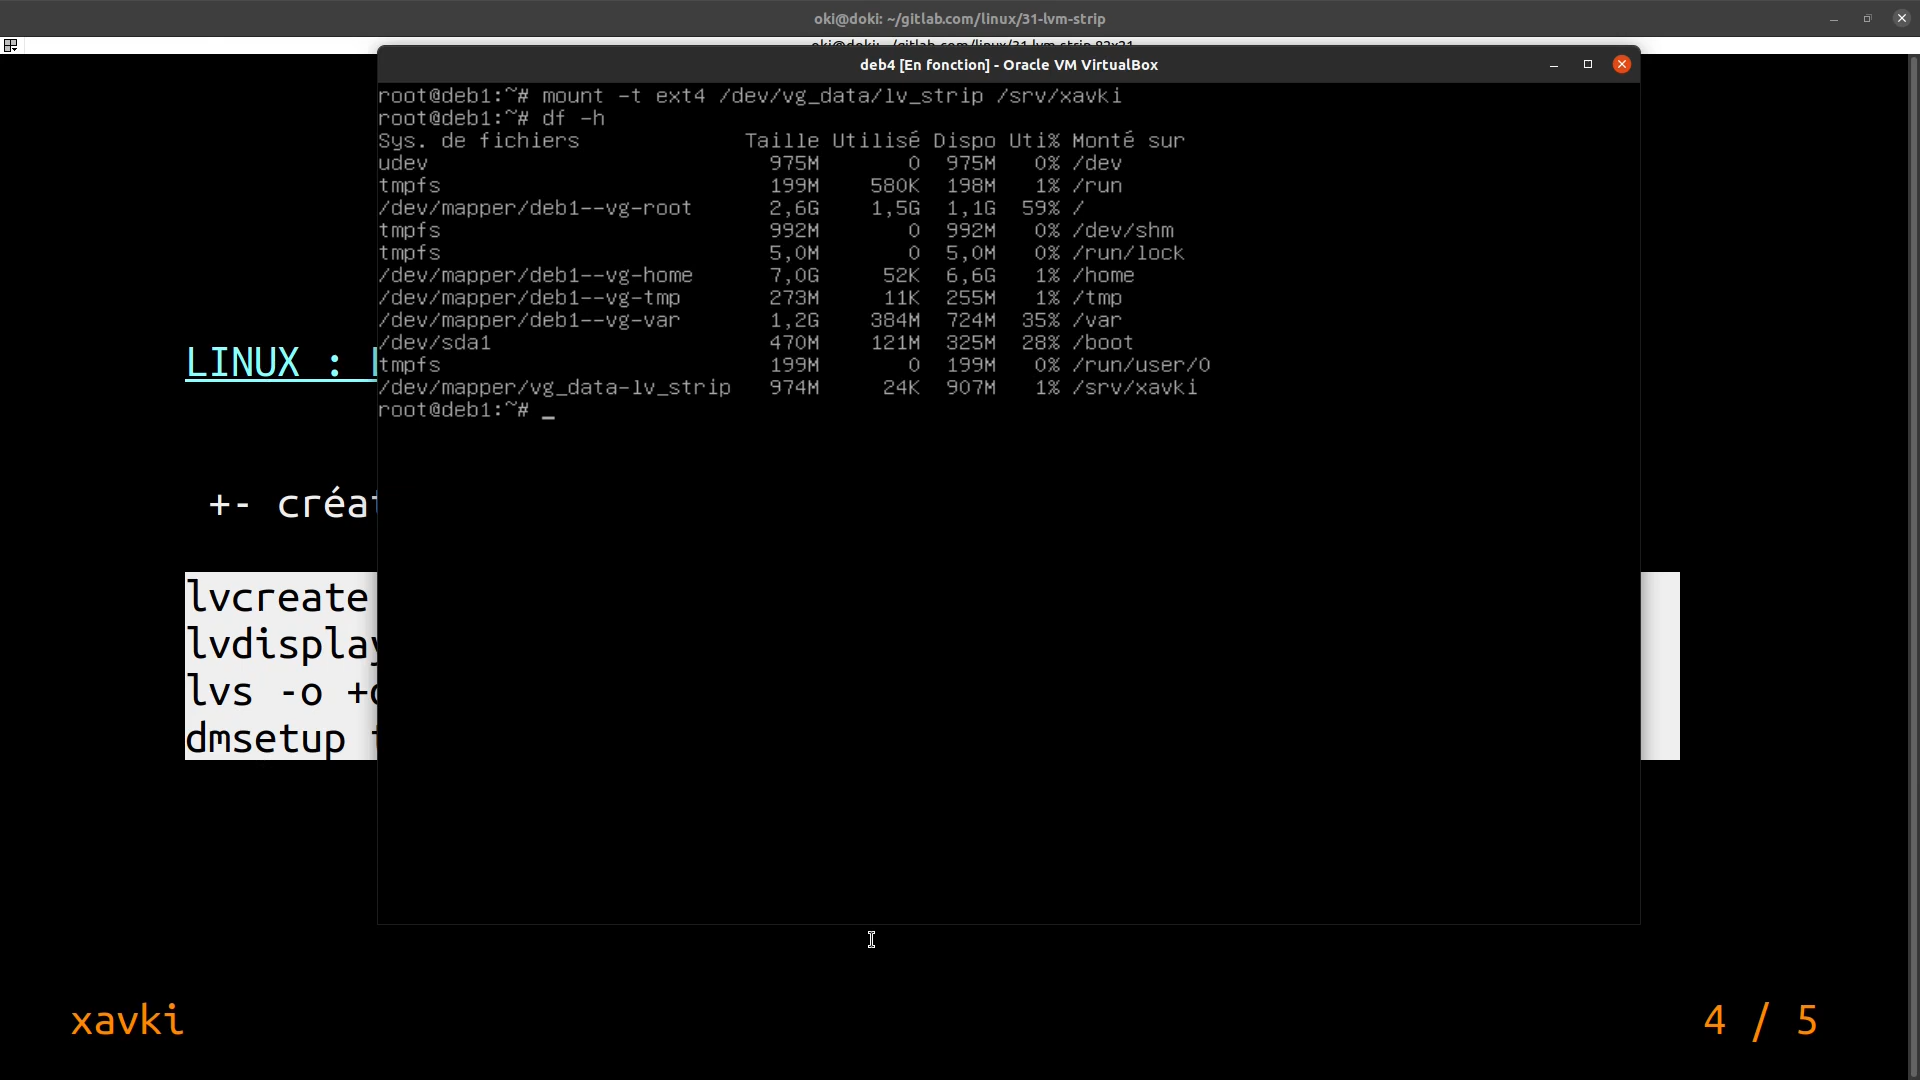 oki@doki: ~/gitlab.com/linux/31-lvm-strip
deb4 [En fonction] - Oracle VM VirtualBox
root@deb1:~# mount -t ext4 /dev/vg_data/lv_strip /srv/xavki
root@deb1:~# df -h
Sys. de fichiers Taille Utilisé Dispo Uti% Monté sur
udev 975M 0 975M 0% /dev
tmpfs 199M 580K 198M 1% /run
/dev/mapper/deb1--vg-root 2,6G 1,5G 1,1G 59% /
tmpfs 992M 0 992M 0% /dev/shm
tmpfs 5,0M 0 5,0M 0% /run/lock
/dev/mapper/deb1--vg-home 7,0G 52K 6,6G 1% /home
/dev/mapper/deb1--vg-tmp 273M 11K 255M 1% /tmp
/dev/mapper/deb1--vg-var 1,2G 384M 724M 35% /var
/dev/sda1 470M 121M 325M 28% /boot
tmpfs 199M 0 199M 0% /run/user/0
/dev/mapper/vg_data-lv_strip 974M 24K 907M 1% /srv/xavki
root@deb1:~# _
LINUX :
+- créat
lvcreate
lvdisplay
lvs -o +
dmsetup
xavki
4 / 5